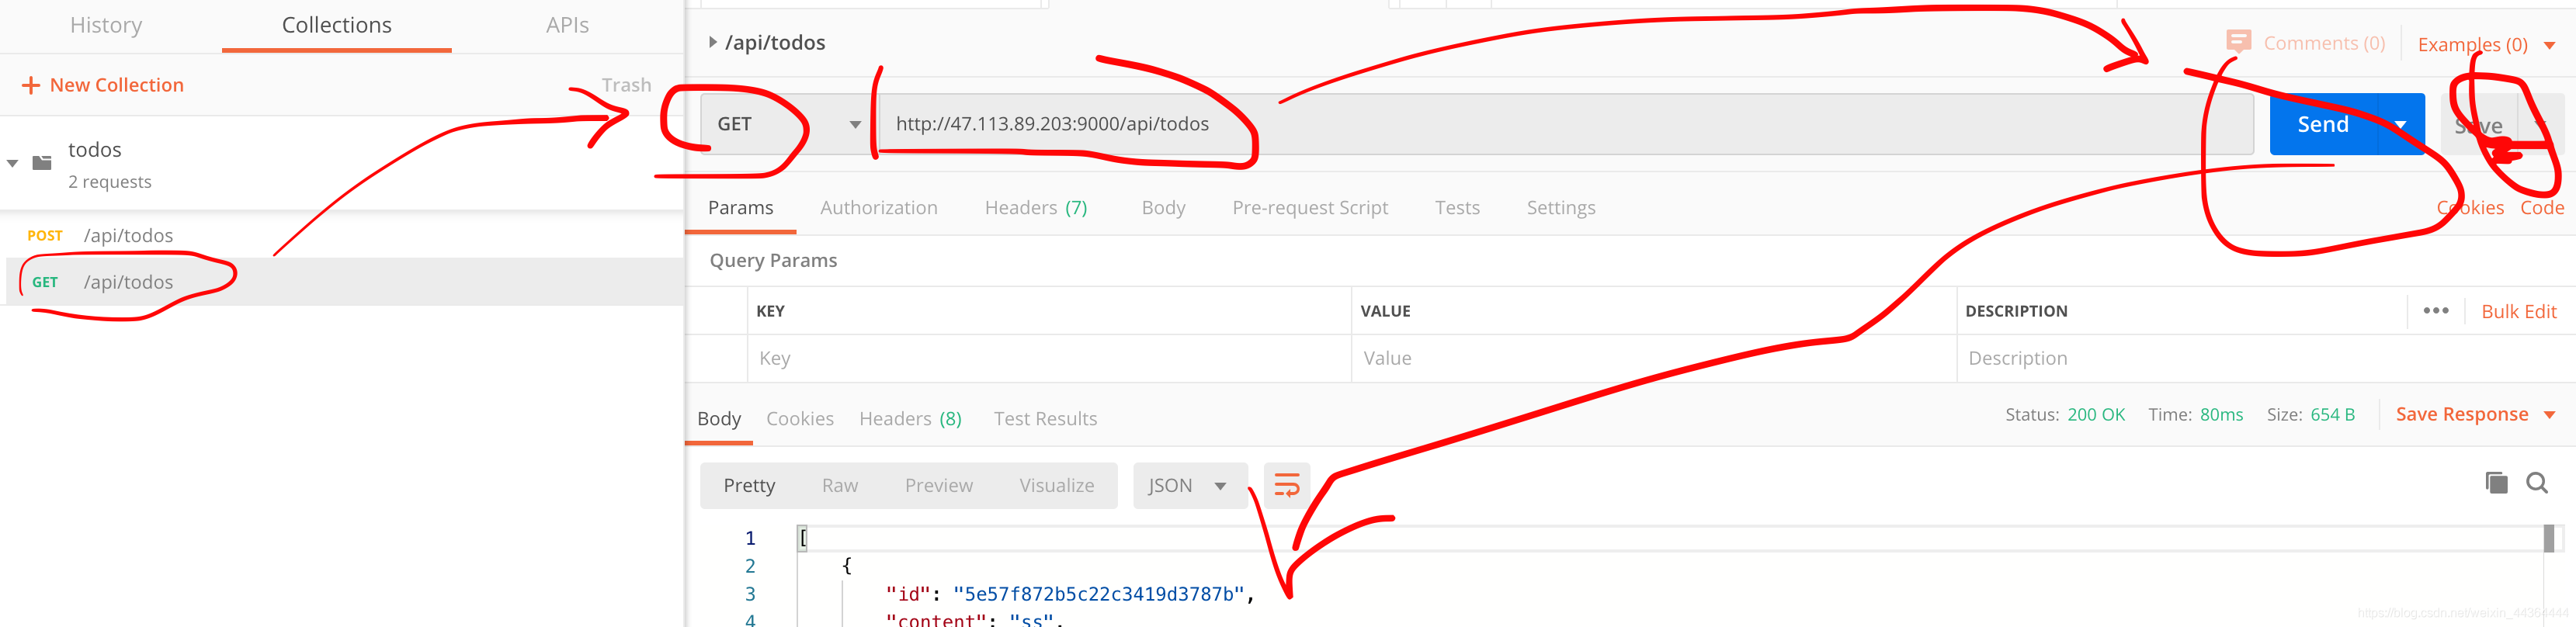 History Collections APIs
New Collection Trash
todos
2 requests
POST /api/todos
GET /api/todos
/api/todos
Comments (0) Examples (0)
GET http://47.113.89.203:9000/api/todos Send Save
Params Authorization Headers (7) Body Pre-request Script Tests Settings Cookies Code
Query Params
KEY VALUE DESCRIPTION ••• Bulk Edit
Key Value Description
Body Cookies Headers (8) Test Results Status: 200 OK Time: 80ms Size: 654 B Save Response
Pretty Raw Preview Visualize JSON
1 [
2 {
3 "id": "5e57f872b5c22c3419d3787b",
4 "content": "ss",
https://blog.csdn.net/weixin_44364444